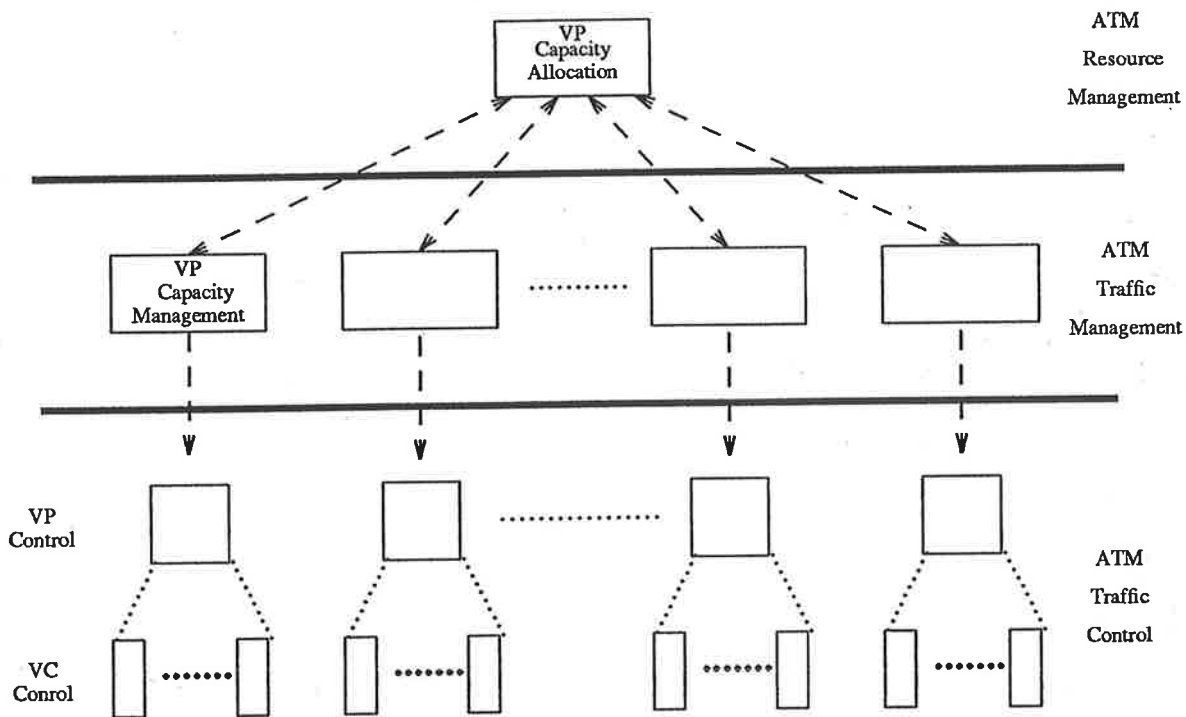 VP
Capacity
Allocation
ATM
Resource
Management
VP
Capacity
Management
ATM
Traffic
Management
VP
Control
ATM
Traffic
Control
VC
Conrol